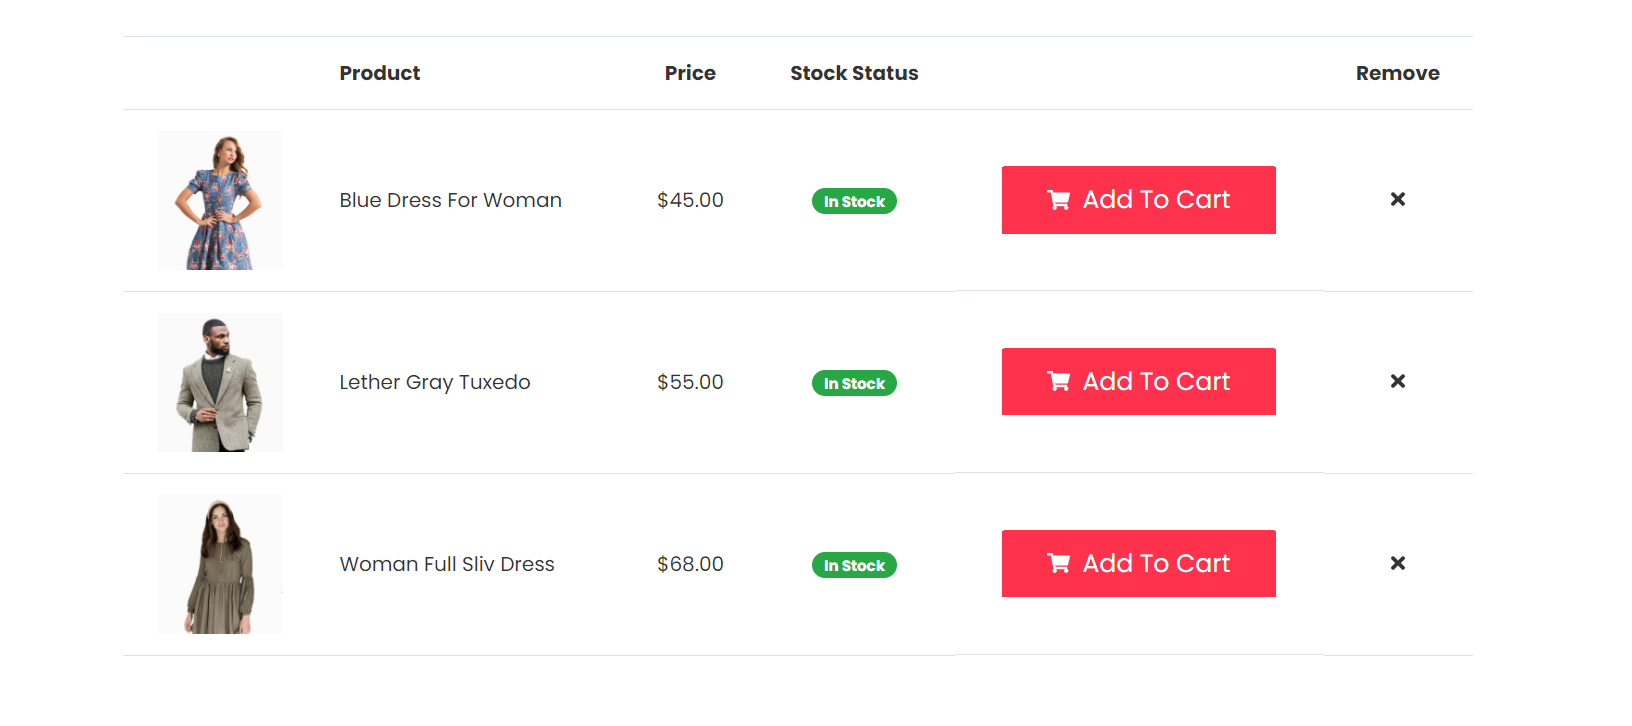 Product Price Stock Status Remove
Blue Dress For Woman $45.00 In Stock Add To Cart
Lether Gray Tuxedo $55.00 In Stock Add To Cart
Woman Full Sliv Dress $68.00 In Stock Add To Cart